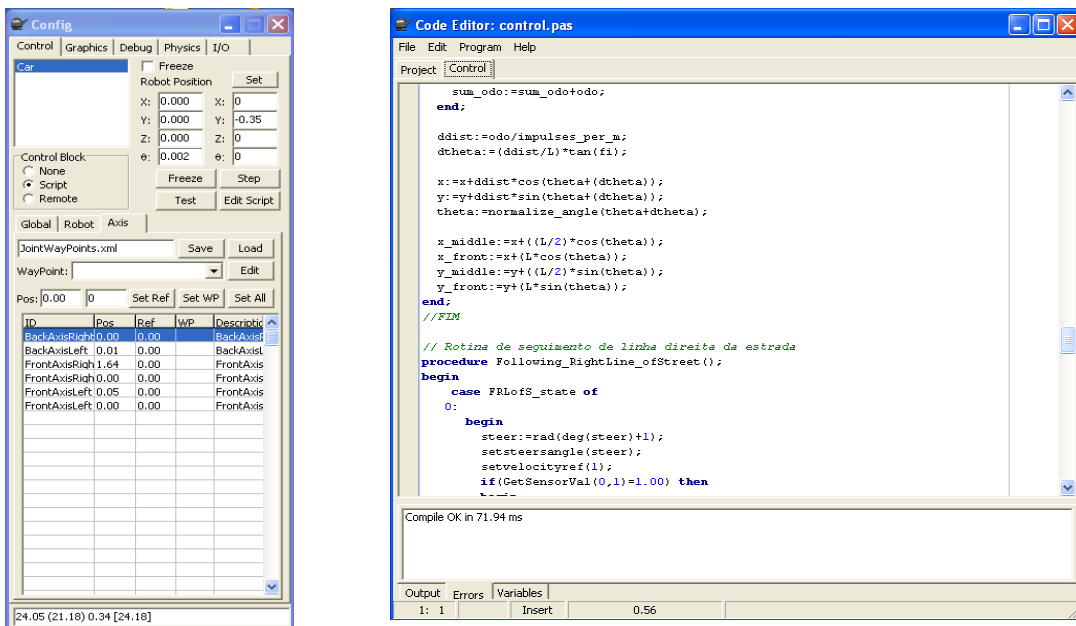 Config
Control Graphics Debug Physics I/O
Car
Freeze
Robot Position Set
X: 0.000 X: 0
Y: 0.000 Y: -0.35
Z: 0.000 Z: 0
θ: 0.002 θ: 0
Control Block
None
Script
Remote
Freeze Step
Test Edit Script
Global Robot Axis
JointWayPoints.xml Save Load
WayPoint: Edit
Pos: 0.00 0 Set Ref Set WP Set All
ID Pos Ref WP Descriptic
BackAxisRight 0.00 0.00 BackAxisF
BackAxisLeft 0.01 0.00 BackAxisL
FrontAxisRigh 1.64 0.00 FrontAxis
FrontAxisRigh 0.00 0.00 FrontAxis
FrontAxisLeft 0.05 0.00 FrontAxis
FrontAxisLeft 0.00 0.00 FrontAxis
24.05 (21.18) 0.34 [24.18]
Code Editor: control.pas
File Edit Program Help
Project Control
sum_odo:=sum_odo+odo;
end;
ddist:=odo/impulses_per_m;
dtheta:=(ddist/L)*tan(fi);
x:=x+ddist*cos(theta+(dtheta));
y:=y+ddist*sin(theta+(dtheta));
theta:=normalize_angle(theta+dtheta);
x_middle:=x+((L/2)*cos(theta));
x_front:=x+(L*cos(theta));
y_middle:=y+((L/2)*sin(theta));
y_front:=y+(L*sin(theta));
end;
//FIM
// Rotina de seguimento de linha direita da estrada
procedure Following_RightLine_ofStreet();
begin
case FRLofS_state of
0:
begin
steer:=rad(deg(steer)+1);
setsteersangle(steer);
setvelocityref(1);
if(GetSensorVal(0,1)=1.00) then
Compile OK in 71.94 ms
Output Errors Variables
1: 1 Insert 0.56